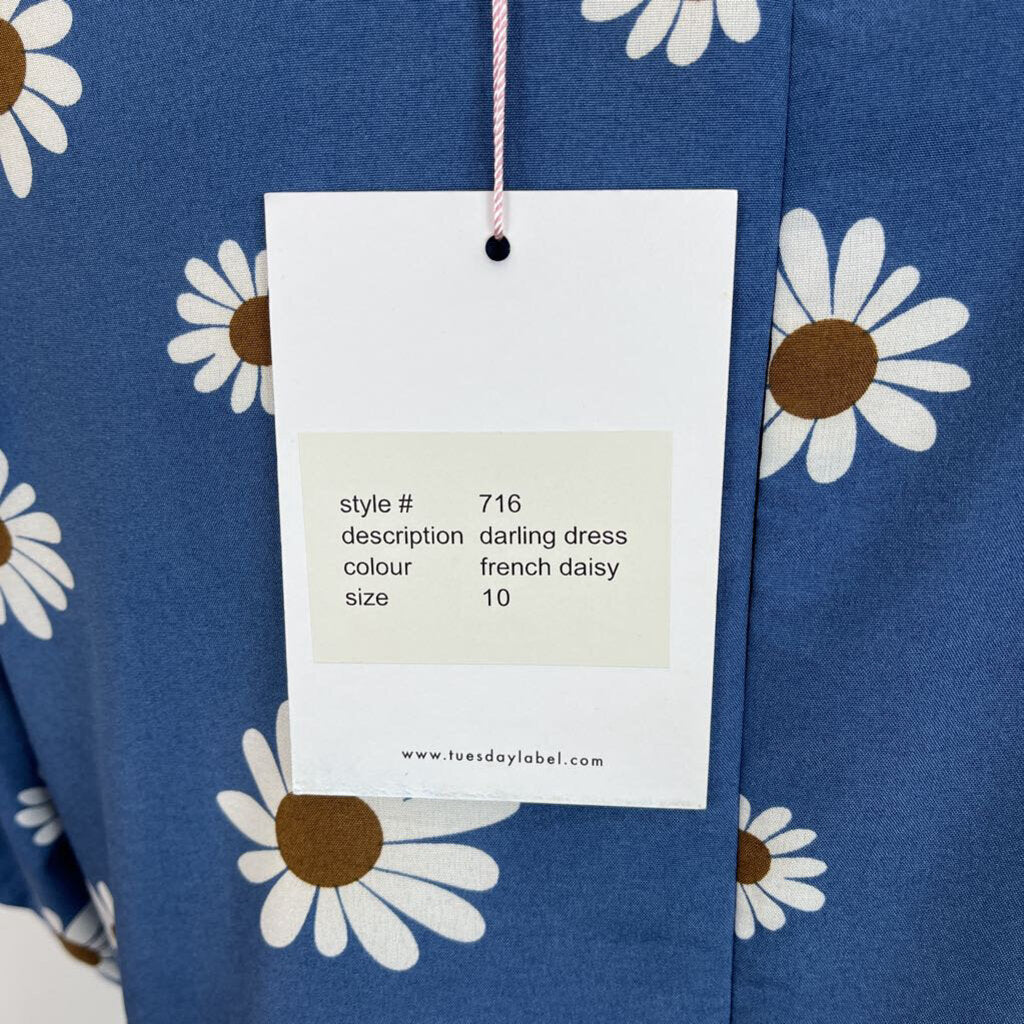 style # 716
description darling dress
colour french daisy
size 10
www.tuesdaylabel.com